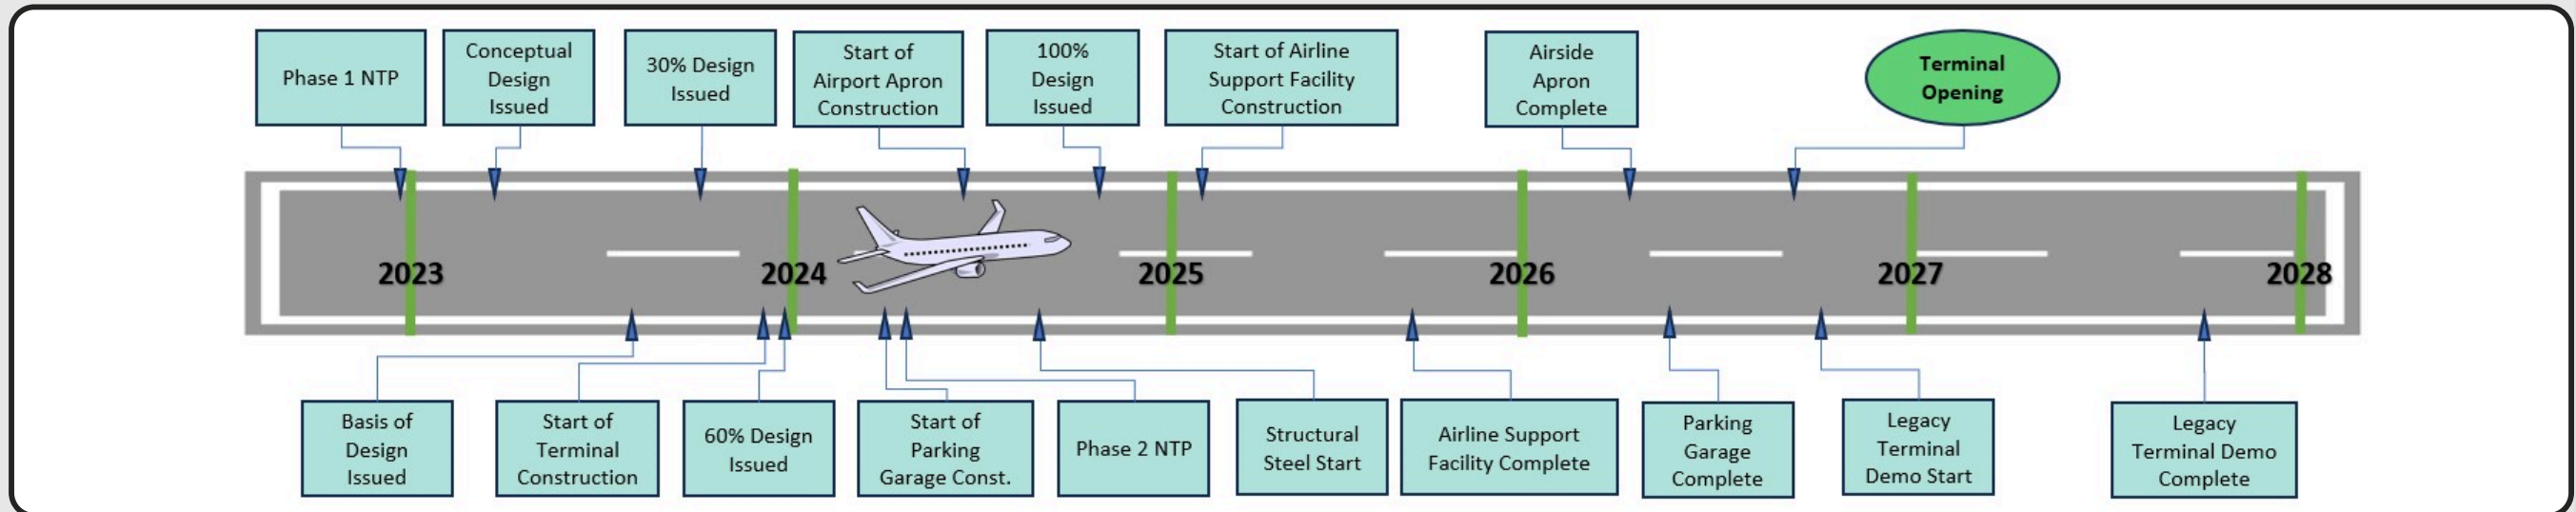 Phase 1 NTP
Conceptual
Design
Issued
30% Design
Issued
Start of
Airport Apron
Construction
100%
Design
Issued
Start of Airline
Support Facility
Construction
Airside
Apron
Complete
Terminal
Opening
2023
2024
2025
2026
2027
2028
Basis of
Design
Issued
Start of
Terminal
Construction
60% Design
Issued
Start of
Parking
Garage Const.
Phase 2 NTP
Structural
Steel Start
Airline Support
Facility Complete
Parking
Garage
Complete
Legacy
Terminal
Demo Start
Legacy
Terminal Demo
Complete